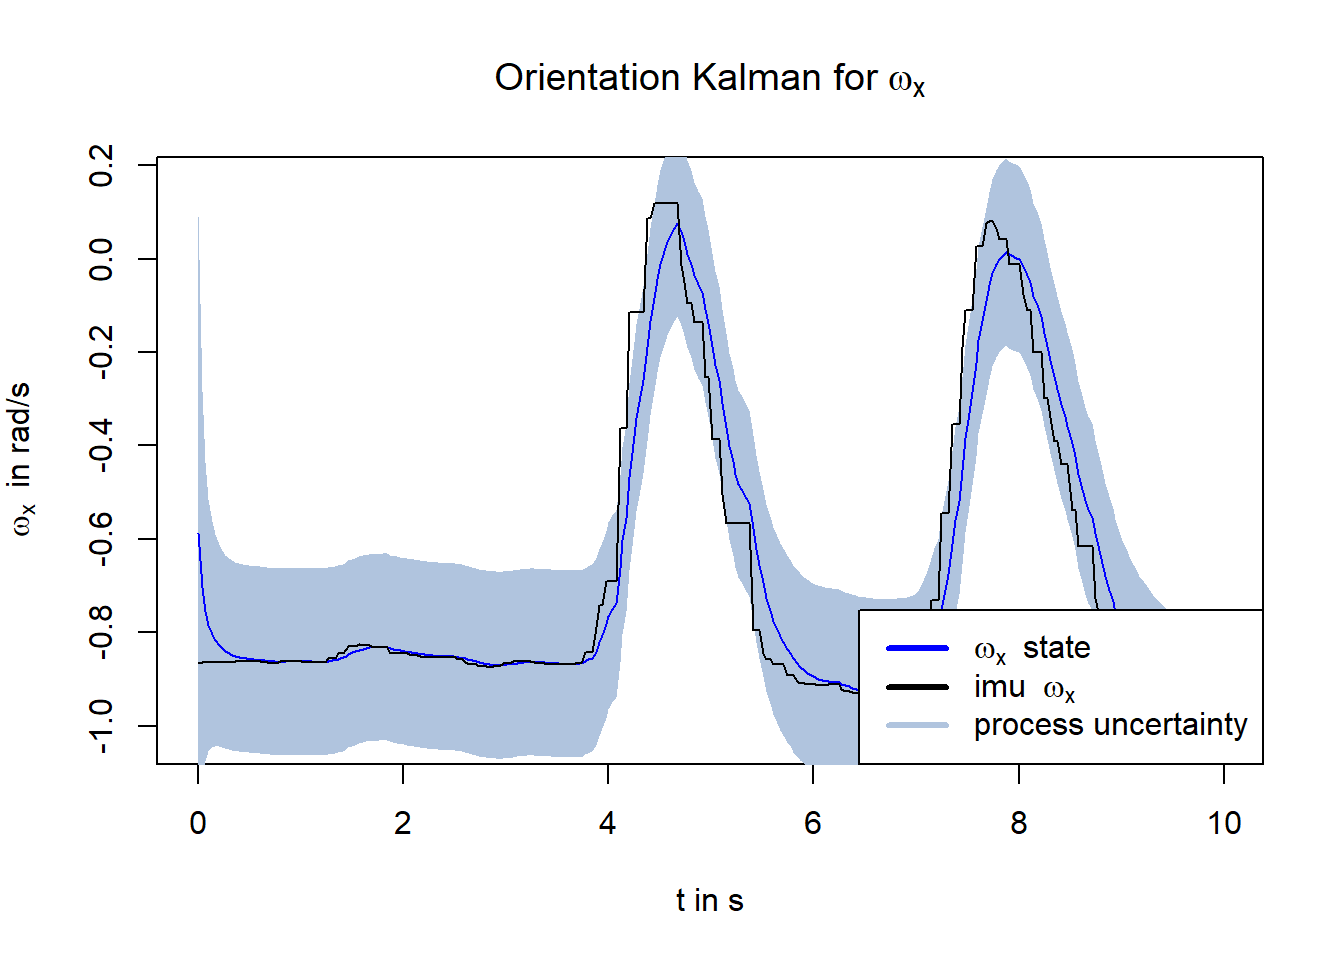 Orientation Kalman for ωx
ωx in rad/s
0.2
0.0
-0.2
-0.4
-0.6
-0.8
-1.0
ωx state
imu ωx
process uncertainty
0 2 4 6 8 10
t in s